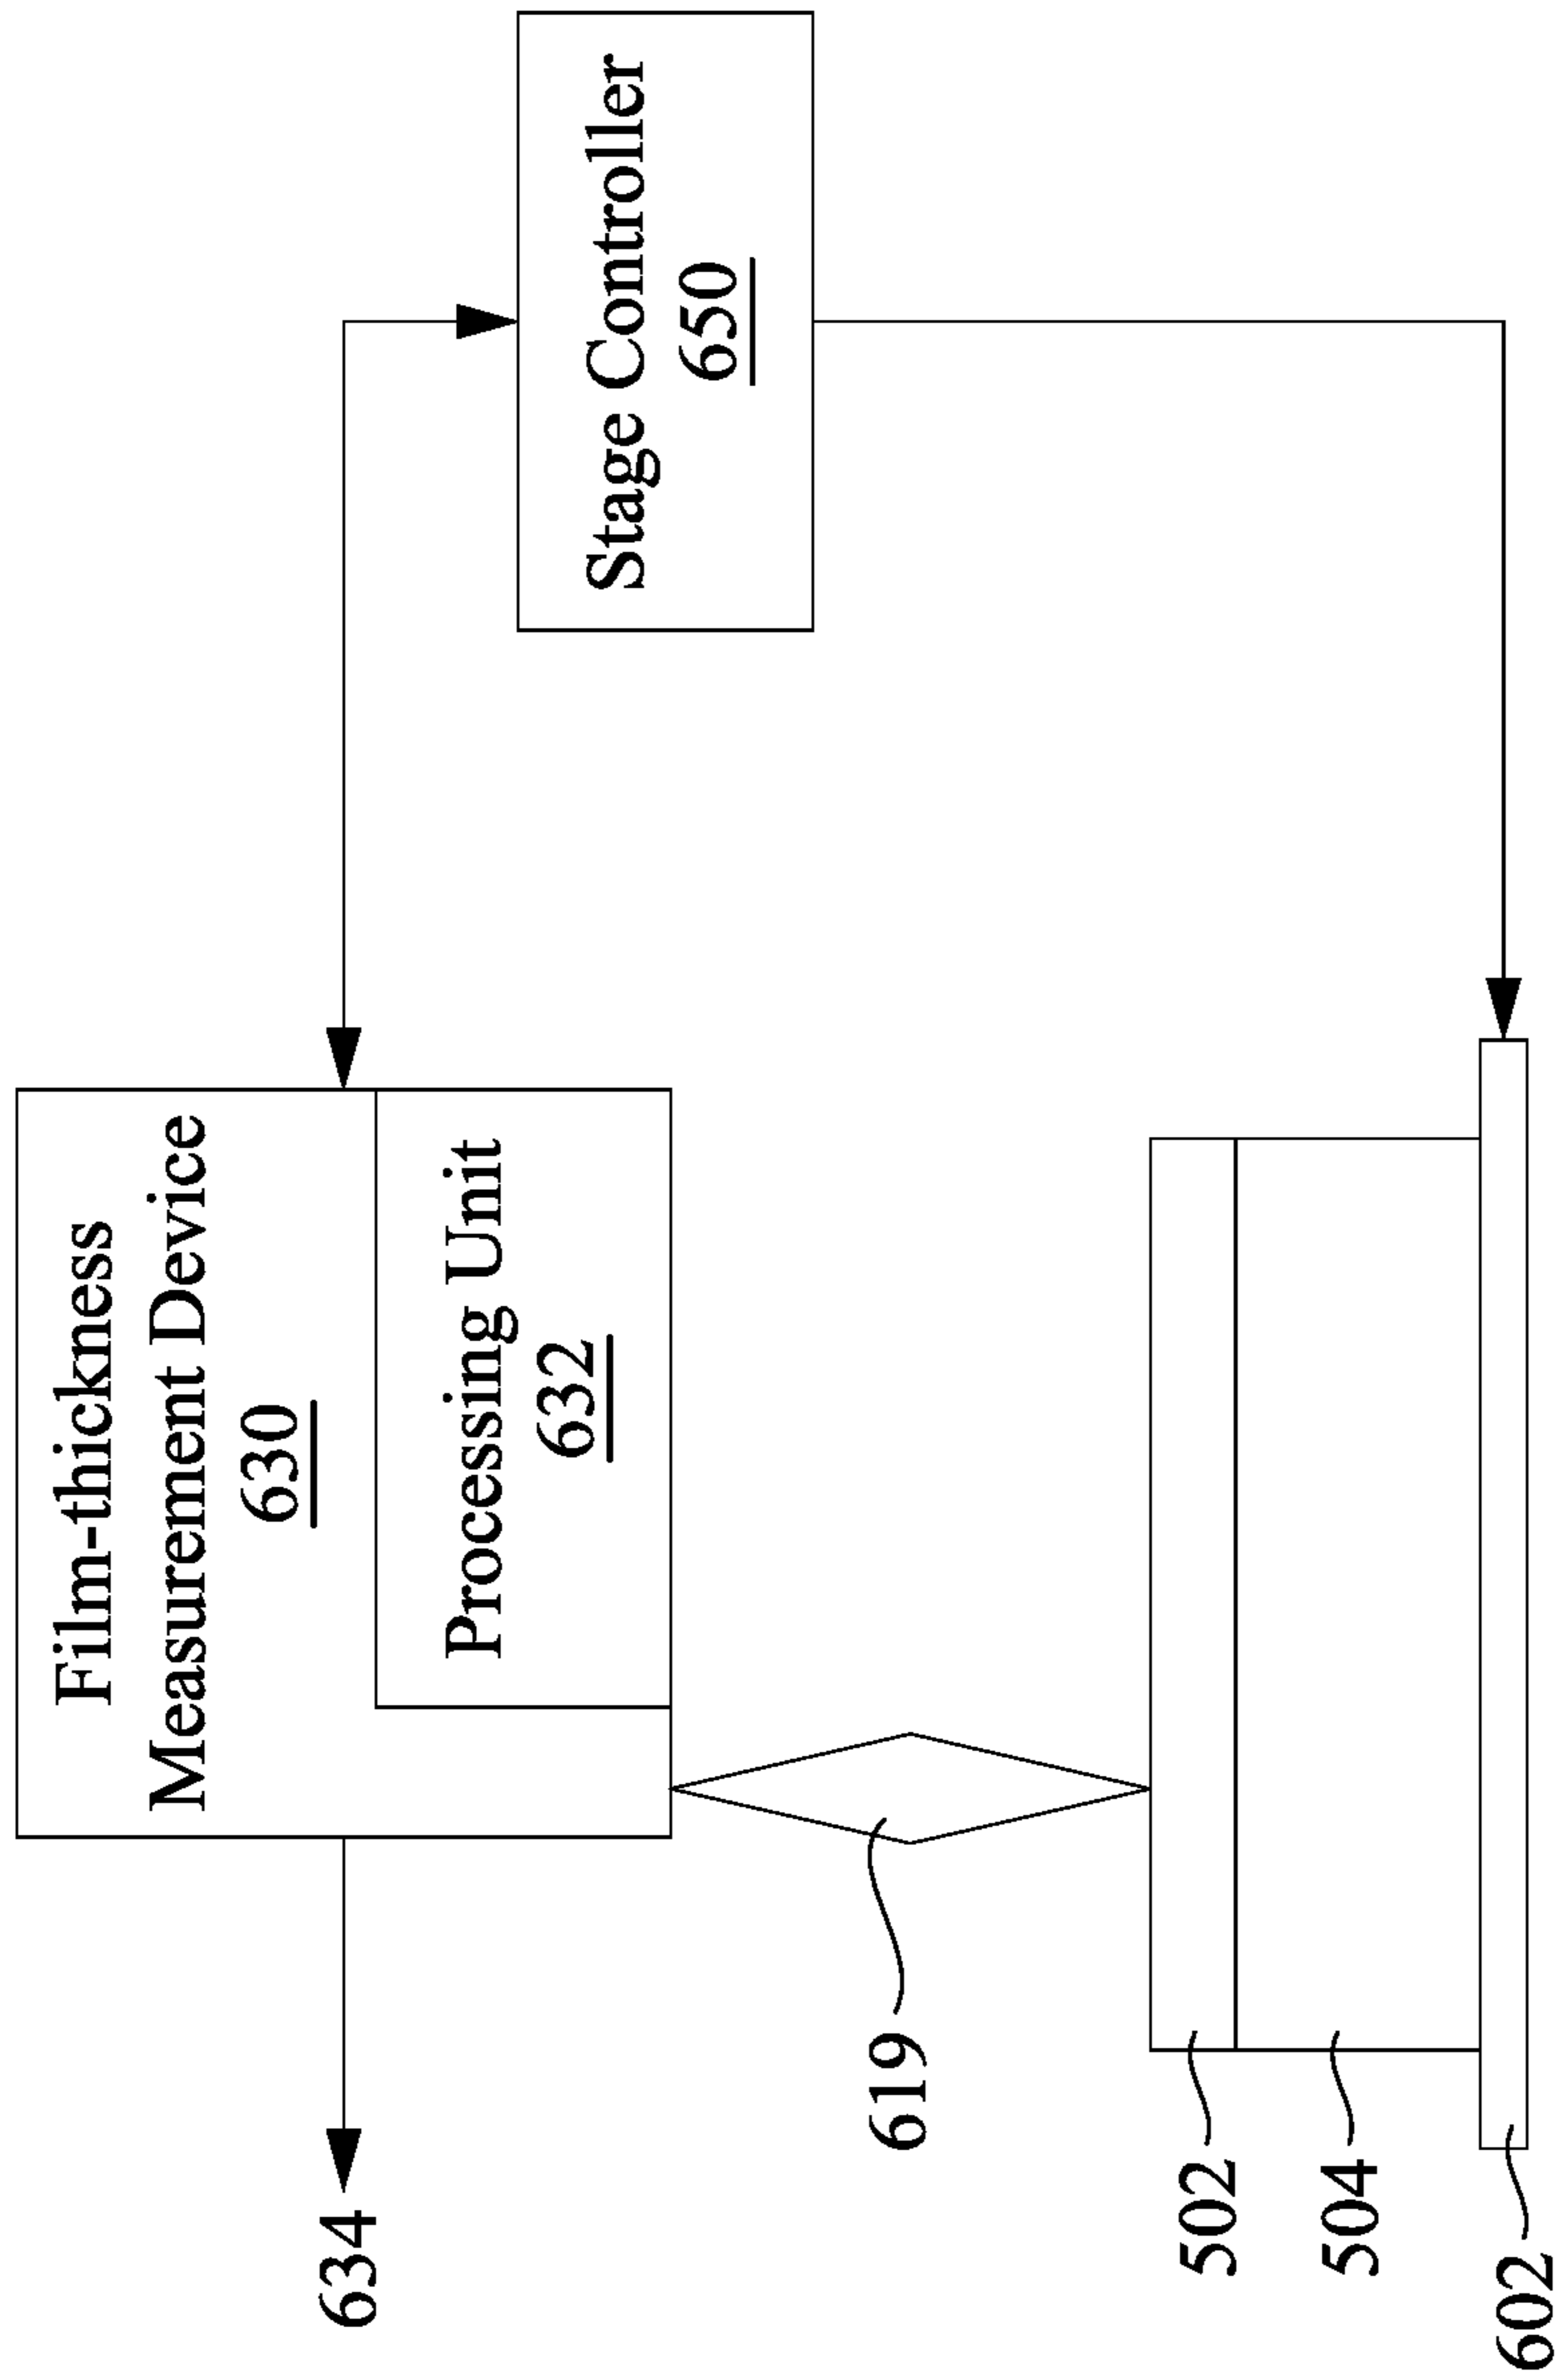 634
Film-thickness
Measurement Device
630
Processing Unit
632
Stage Controller
650
619
502
504
602